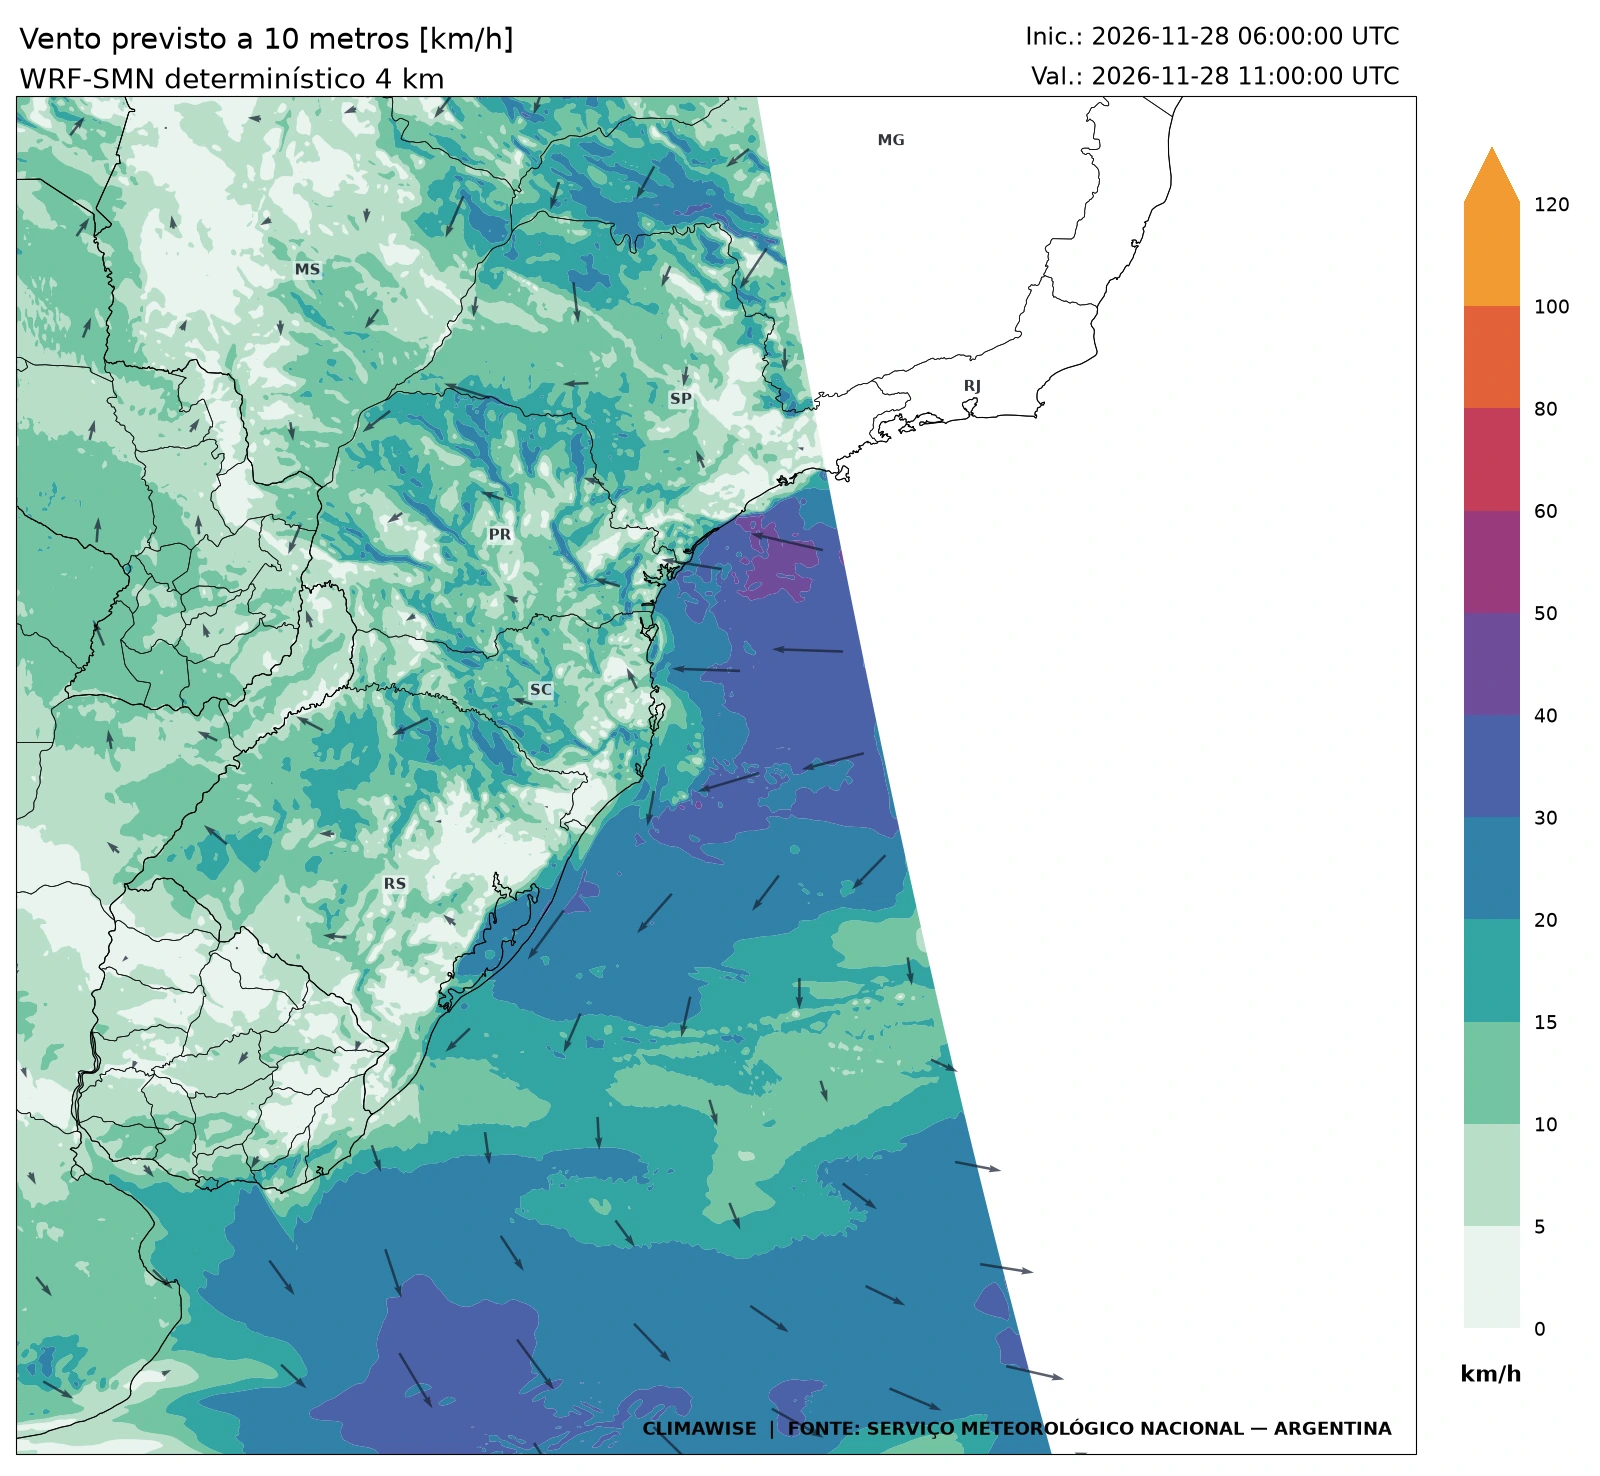 Vento previsto a 10 metros [km/h]
WRF-SMN determinístico 4 km
Inic.: 2026-11-28 06:00:00 UTC
Val.: 2026-11-28 11:00:00 UTC
MG
MS
RJ
SP
PR
SC
RS
120
100
80
60
50
40
30
20
15
10
5
0
km/h
CLIMAWISE | FONTE: SERVIÇO METEOROLÓGICO NACIONAL — ARGENTINA